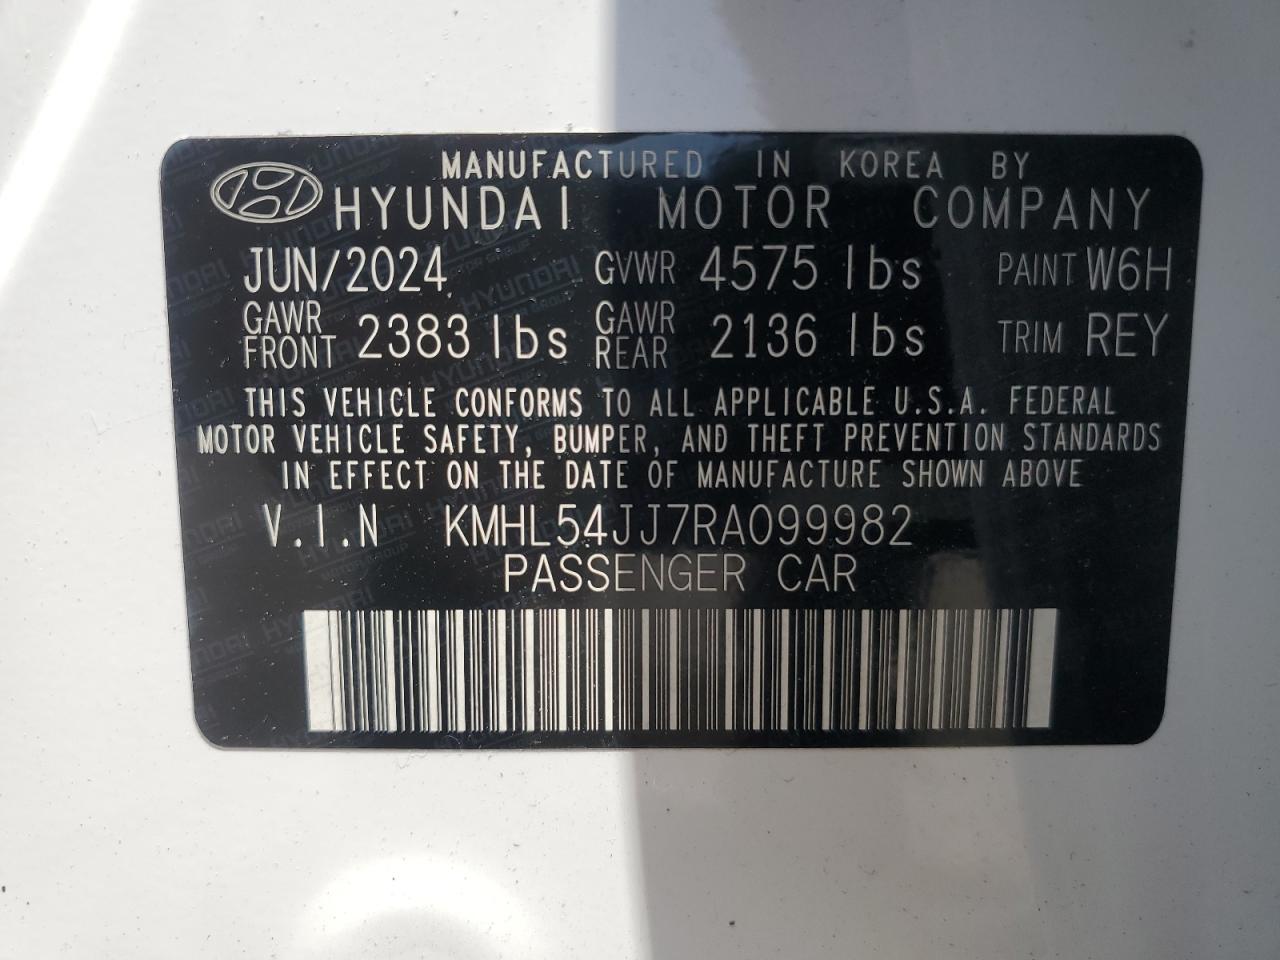 MANUFACTURED IN KOREA BY
HYUNDAI MOTOR COMPANY
JUN/2024 GVWR 4575 lbs PAINT W6H
GAWR FRONT 2383 lbs GAWR REAR 2136 lbs TRIM REY
THIS VEHICLE CONFORMS TO ALL APPLICABLE U.S.A. FEDERAL
MOTOR VEHICLE SAFETY, BUMPER, AND THEFT PREVENTION STANDARDS
IN EFFECT ON THE DATE OF MANUFACTURE SHOWN ABOVE
V.I.N KMHL54JJ7RA099982
PASSENGER CAR